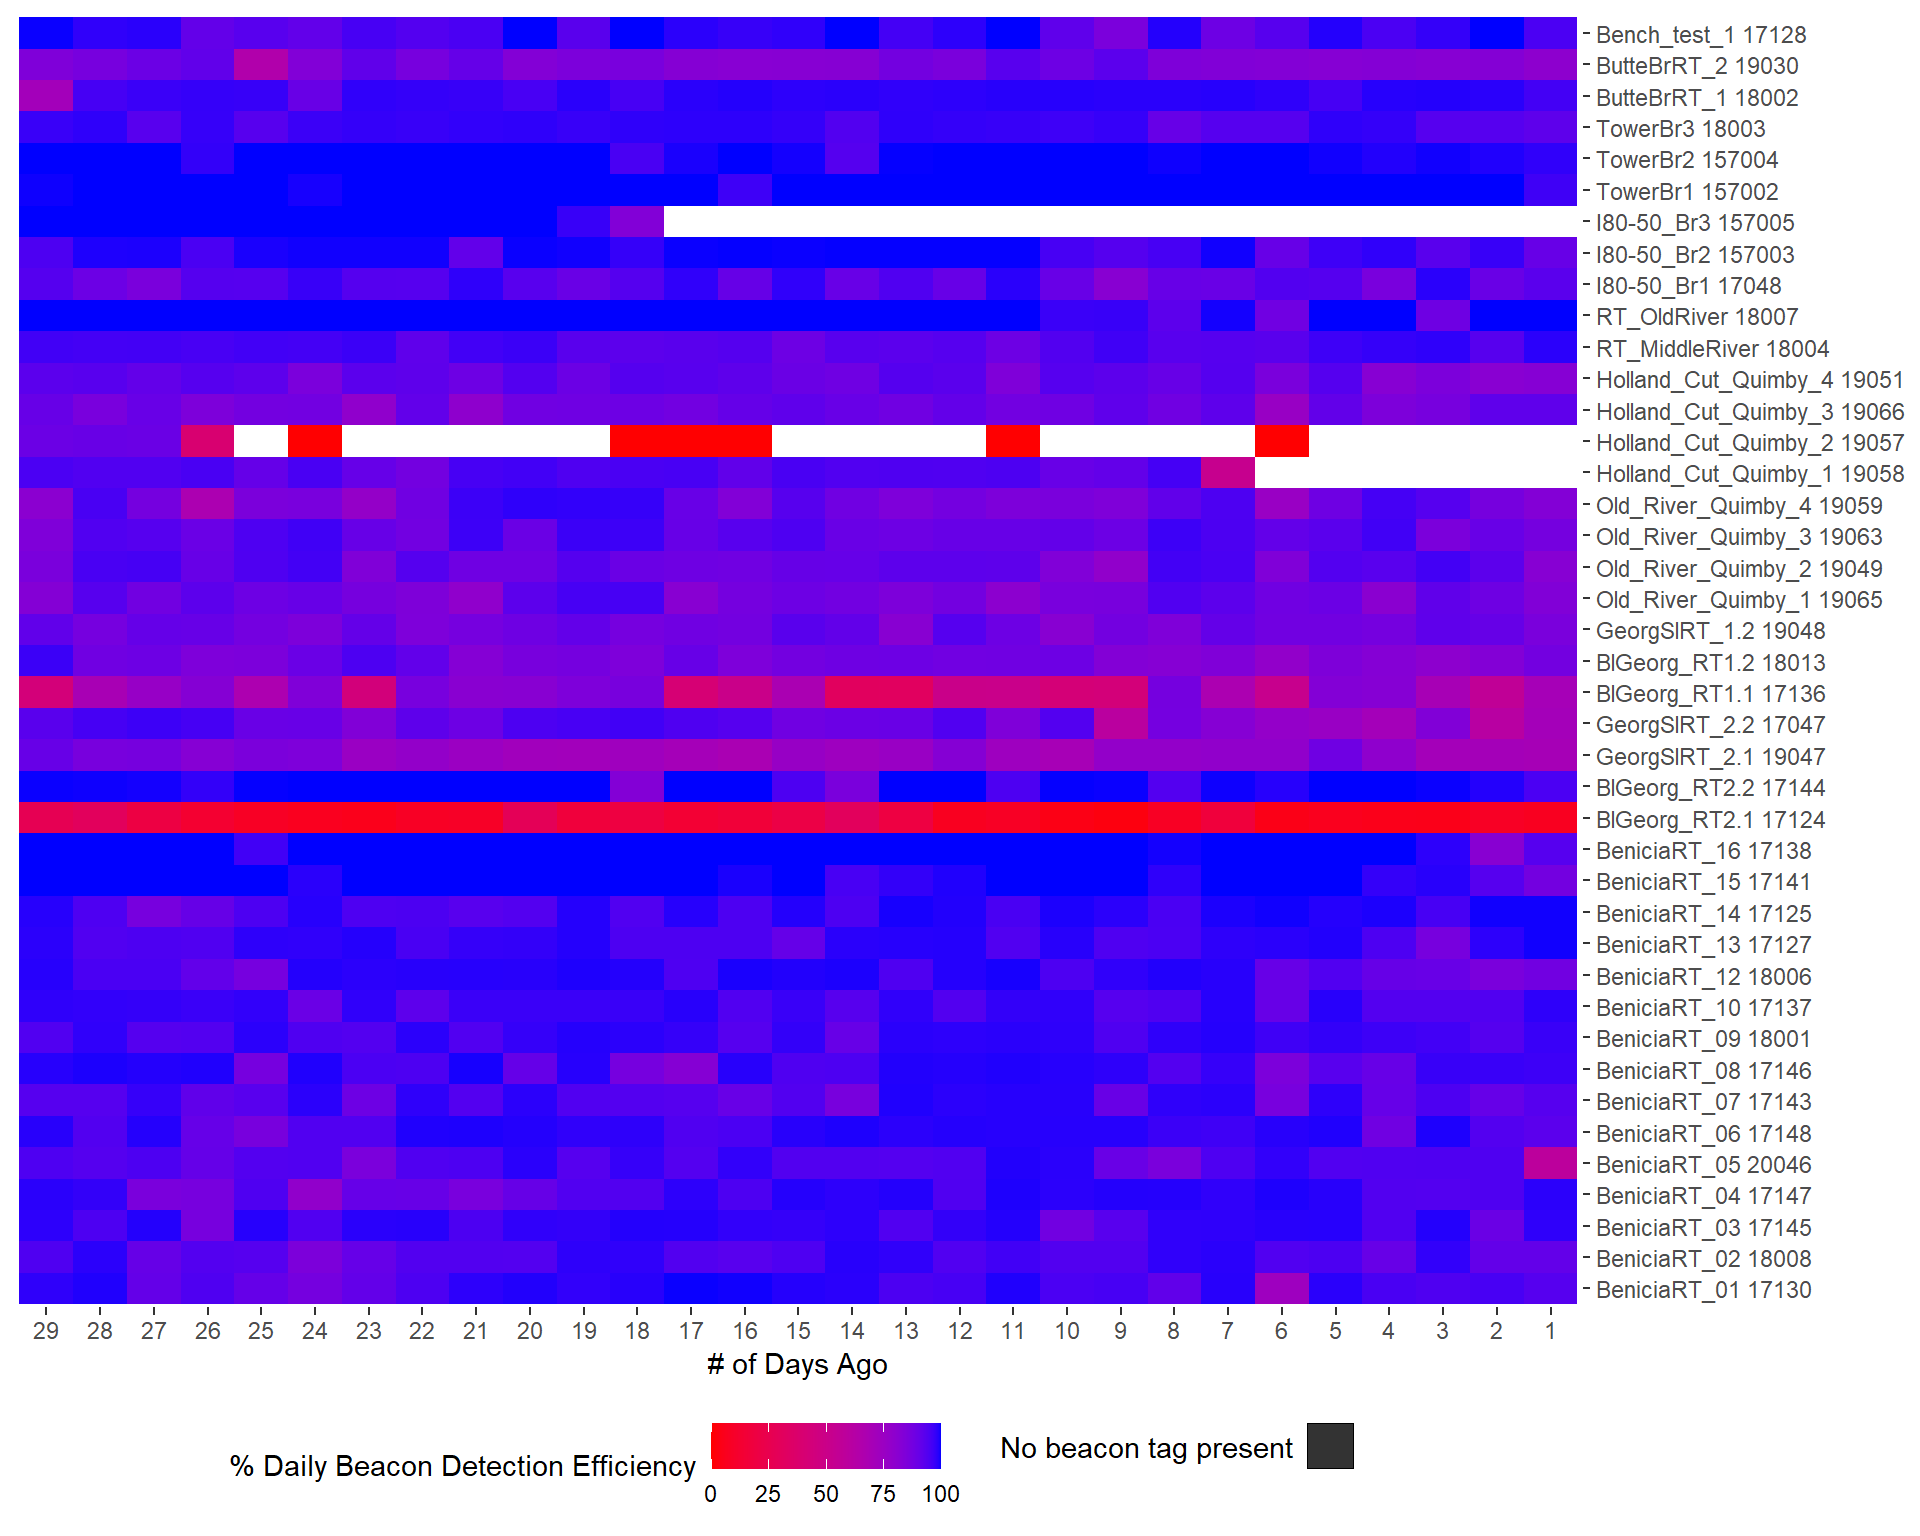 Bench_test_1 17128
ButteBrRT_2 19030
ButteBrRT_1 18002
TowerBr3 18003
TowerBr2 157004
TowerBr1 157002
I80-50_Br3 157005
I80-50_Br2 157003
I80-50_Br1 17048
RT_OldRiver 18007
RT_MiddleRiver 18004
Holland_Cut_Quimby_4 19051
Holland_Cut_Quimby_3 19066
Holland_Cut_Quimby_2 19057
Holland_Cut_Quimby_1 19058
Old_River_Quimby_4 19059
Old_River_Quimby_3 19063
Old_River_Quimby_2 19049
Old_River_Quimby_1 19065
GeorgSlRT_1.2 19048
BlGeorg_RT1.2 18013
BlGeorg_RT1.1 17136
GeorgSlRT_2.2 17047
GeorgSlRT_2.1 19047
BlGeorg_RT2.2 17144
BlGeorg_RT2.1 17124
BeniciaRT_16 17138
BeniciaRT_15 17141
BeniciaRT_14 17125
BeniciaRT_13 17127
BeniciaRT_12 18006
BeniciaRT_10 17137
BeniciaRT_09 18001
BeniciaRT_08 17146
BeniciaRT_07 17143
BeniciaRT_06 17148
BeniciaRT_05 20046
BeniciaRT_04 17147
BeniciaRT_03 17145
BeniciaRT_02 18008
BeniciaRT_01 17130
29 28 27 26 25 24 23 22 21 20 19 18 17 16 15 14 13 12 11 10 9 8 7 6 5 4 3 2 1
# of Days Ago
% Daily Beacon Detection Efficiency
0 25 50 75 100
No beacon tag present